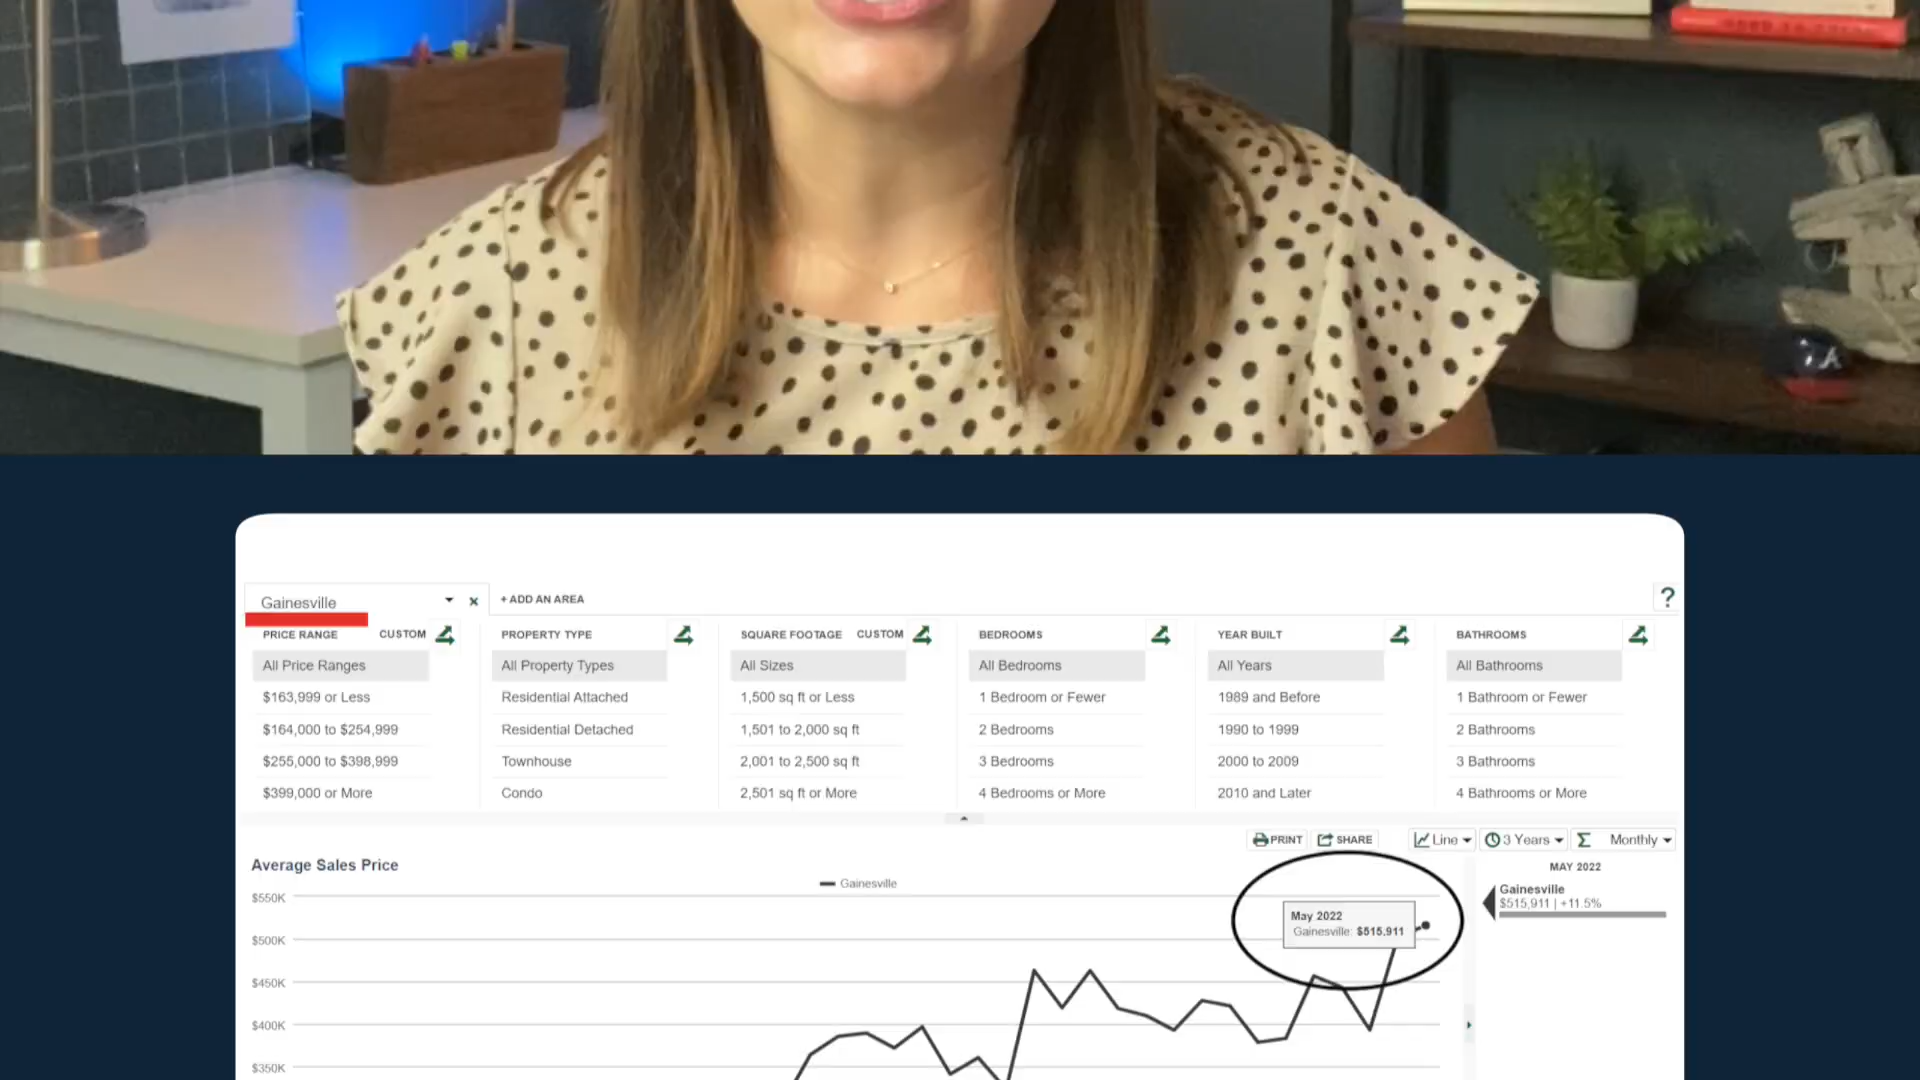 Gainesville
+ ADD AN AREA
?
PRICE RANGE CUSTOM
All Price Ranges
$163,999 or Less
$164,000 to $254,999
$255,000 to $398,999
$399,000 or More
PROPERTY TYPE
All Property Types
Residential Attached
Residential Detached
Townhouse
Condo
SQUARE FOOTAGE CUSTOM
All Sizes
1,500 sq ft or Less
1,501 to 2,000 sq ft
2,001 to 2,500 sq ft
2,501 sq ft or More
BEDROOMS
All Bedrooms
1 Bedroom or Fewer
2 Bedrooms
3 Bedrooms
4 Bedrooms or More
YEAR BUILT
All Years
1989 and Before
1990 to 1999
2000 to 2009
2010 and Later
BATHROOMS
All Bathrooms
1 Bathroom or Fewer
2 Bathrooms
3 Bathrooms
4 Bathrooms or More
PRINT SHARE Line 3 Years Σ Monthly
Average Sales Price
Gainesville
$550K
$500K
$450K
$400K
$350K
May 2022
Gainesville: $515,911
MAY 2022
Gainesville
$515,911 | +11.5%
A